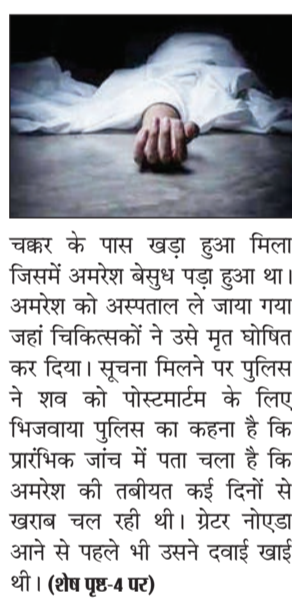 चक्कर के पास खड़ा हुआ मिला
जिसमें अमरेश बेसुध पड़ा हुआ था।
अमरेश को अस्पताल ले जाया गया
जहां चिकित्सकों ने उसे मृत घोषित
कर दिया। सूचना मिलने पर पुलिस
ने शव को पोस्टमार्टम के लिए
भिजवाया पुलिस का कहना है कि
प्रारंभिक जांच में पता चला है कि
अमरेश की तबीयत कई दिनों से
खराब चल रही थी। ग्रेटर नोएडा
आने से पहले भी उसने दवाई खाई
थी। (शेष पृष्ठ-4 पर)